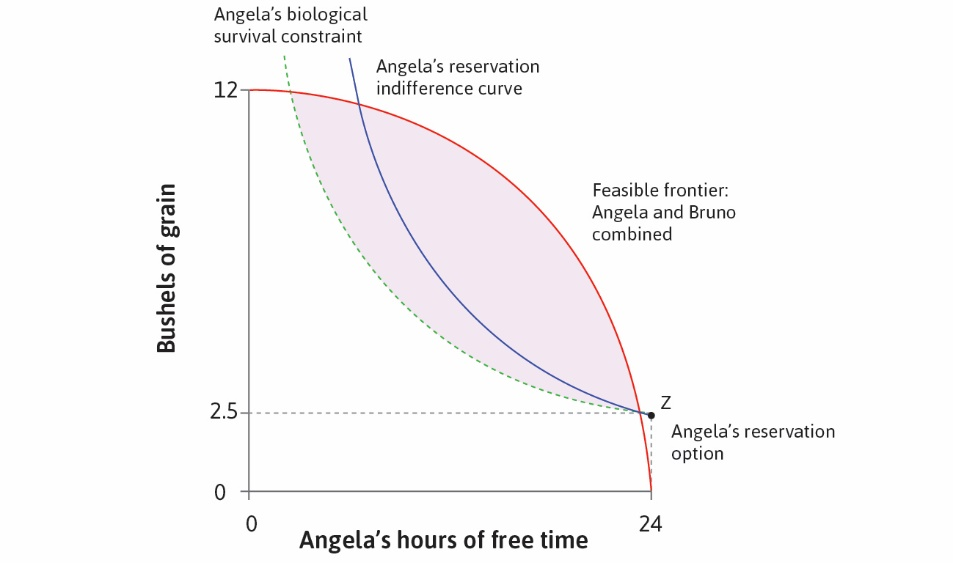 Angela’s biological
survival constraint
Angela’s reservation
indifference curve
12
Feasible frontier:
Angela and Bruno
combined
Bushels of grain
2.5
Z
Angela’s reservation
option
0
0
24
Angela’s hours of free time